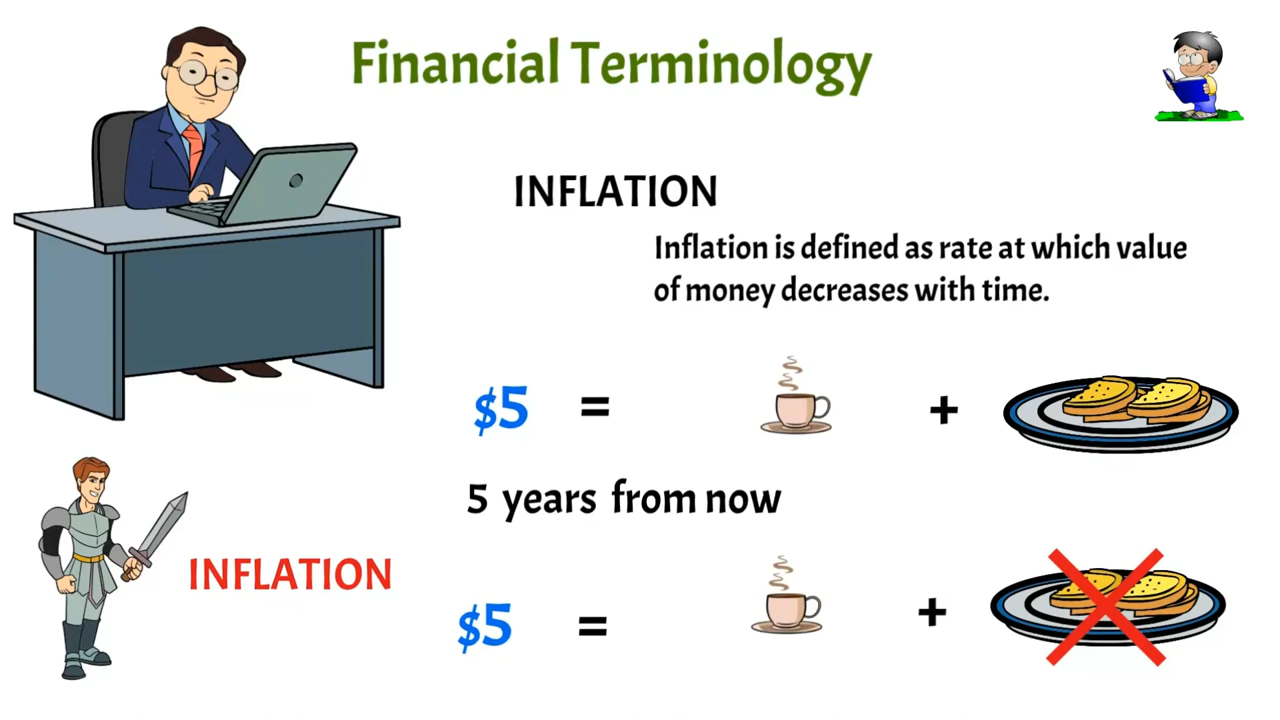 Financial Terminology
INFLATION
Inflation is defined as rate at which value
of money decreases with time.
$5 = +
5 years from now
INFLATION
$5 = +